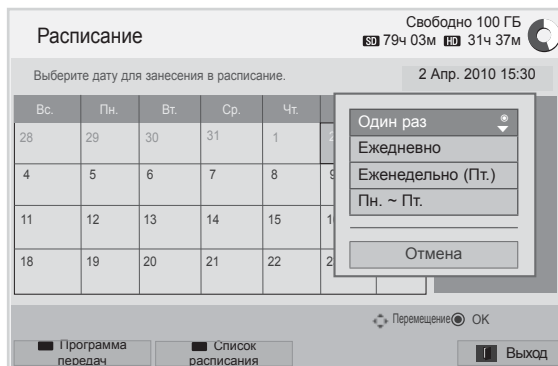 Расписание
Свободно 100 ГБ
SD 79ч 03м HD 31ч 37м
Выберите дату для занесения в расписание.
2 Апр. 2010 15:30
Вс. Пн. Вт. Ср. Чт.
28 29 30 31 1
4 5 6 7 8
11 12 13 14 15
18 19 20 21 22
Один раз
Ежедневно
Еженедельно (Пт.)
Пн. ~ Пт.
Отмена
Перемещение OK
Программа передач
Список расписания
Выход